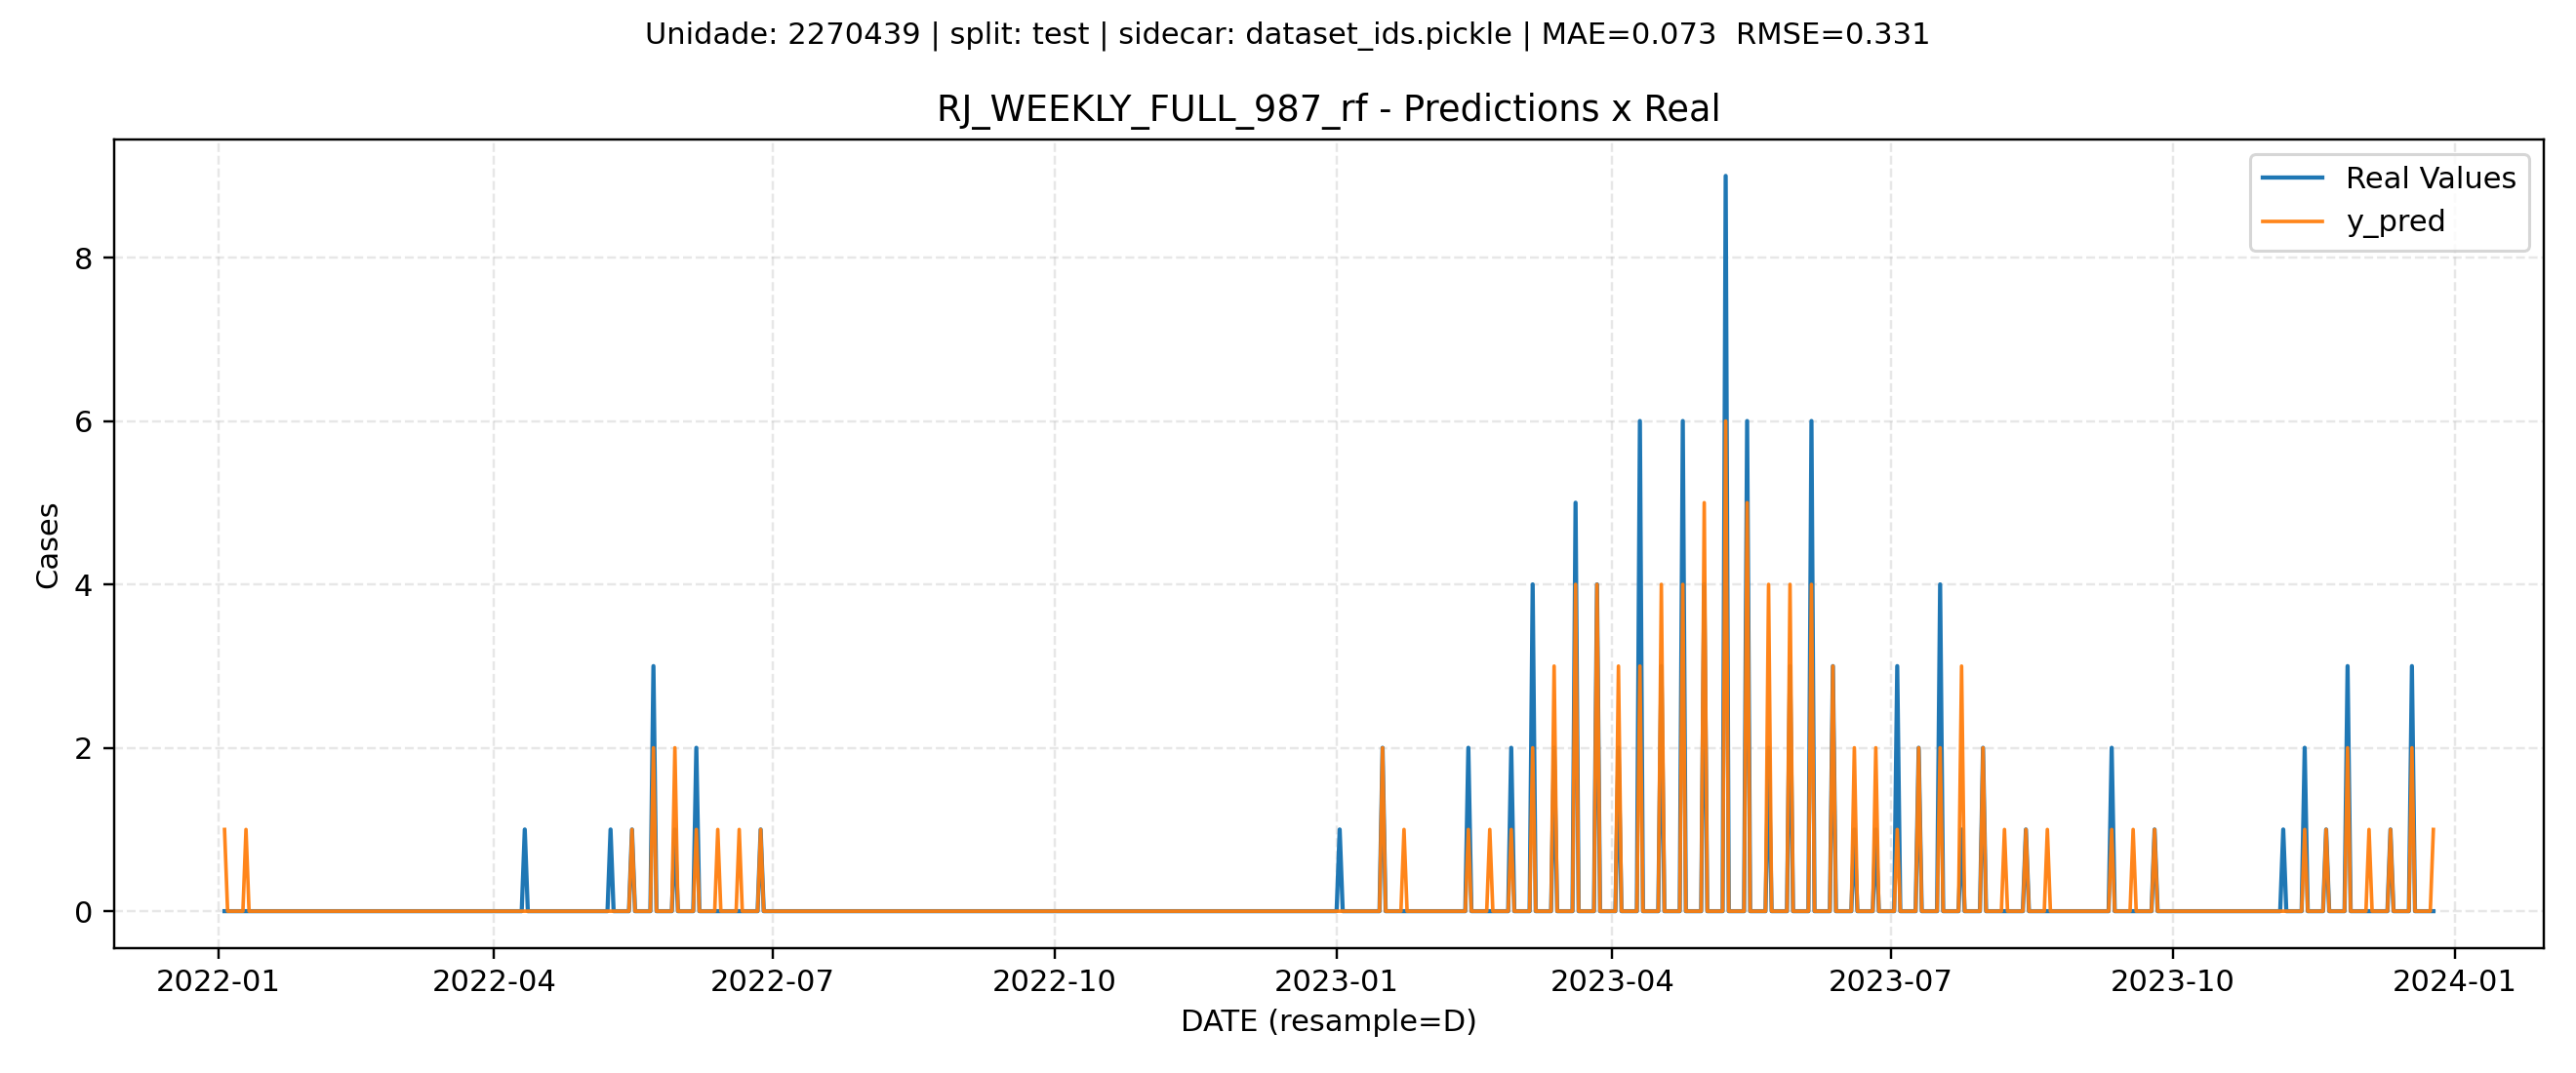 Unidade: 2270439 | split: test | sidecar: dataset_ids.pickle | MAE=0.073  RMSE=0.331
RJ_WEEKLY_FULL_987_rf - Predictions x Real
Real Values
y_pred
Cases
8
6
4
2
0
2022-01
2022-04
2022-07
2022-10
2023-01
2023-04
2023-07
2023-10
2024-01
DATE (resample=D)